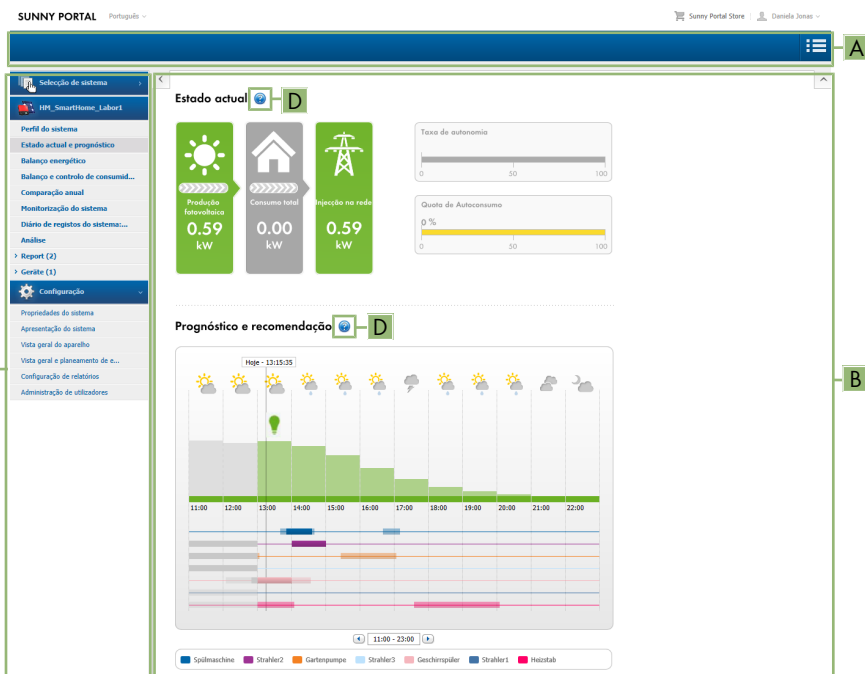 SUNNY PORTAL Português
Sunny Portal Store Daniela Jonas
A
Selecção de sistema
HM_SmartHome_Labor1
Perfil do sistema
Estado actual e prognóstico
Balanço energético
Balanço e controlo de consumid...
Comparação anual
Monitorização do sistema
Diário de registos do sistema:...
Análise
Report (2)
Geräte (1)
Configuração
Propriedades do sistema
Apresentação do sistema
Vista geral do aparelho
Vista geral e planeamento de e...
Configuração de relatórios
Administração de utilizadores
Estado actual ? D
Produção fotovoltaica
0.59
kW
Consumo total
0.00
kW
Injecção na rede
0.59
kW
Taxa de autonomia
0 50 100
Quota de Autoconsumo
0 %
0 50 100
Prognóstico e recomendação ? D
B
Hoje - 13:15:35
11:00 12:00 13:00 14:00 15:00 16:00 17:00 18:00 19:00 20:00 21:00 22:00
11:00 - 23:00
Spülmaschine Strahler2 Gartenpumpe Strahler3 Geschirrspüler Strahler1 Heizstab